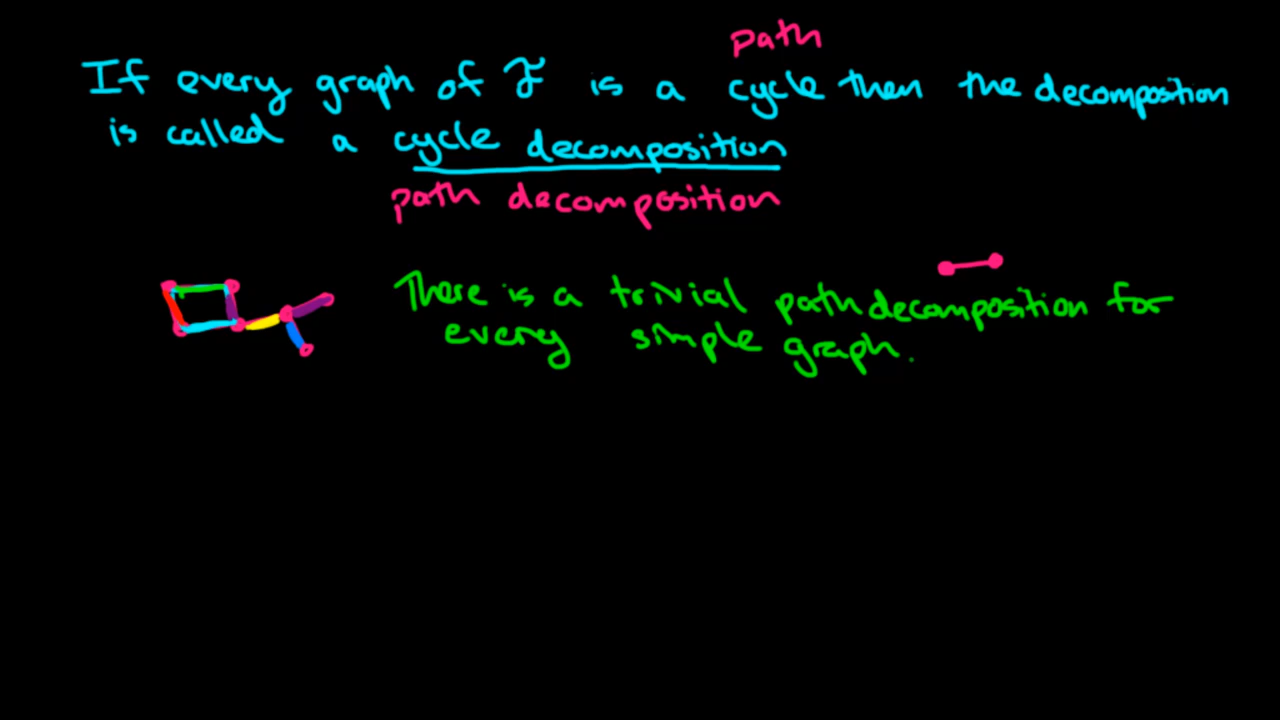 path
If every graph of ℱ is a cycle then the decomposition
is called a cycle decomposition
path decomposition
There is a trivial path decomposition for
every simple graph.